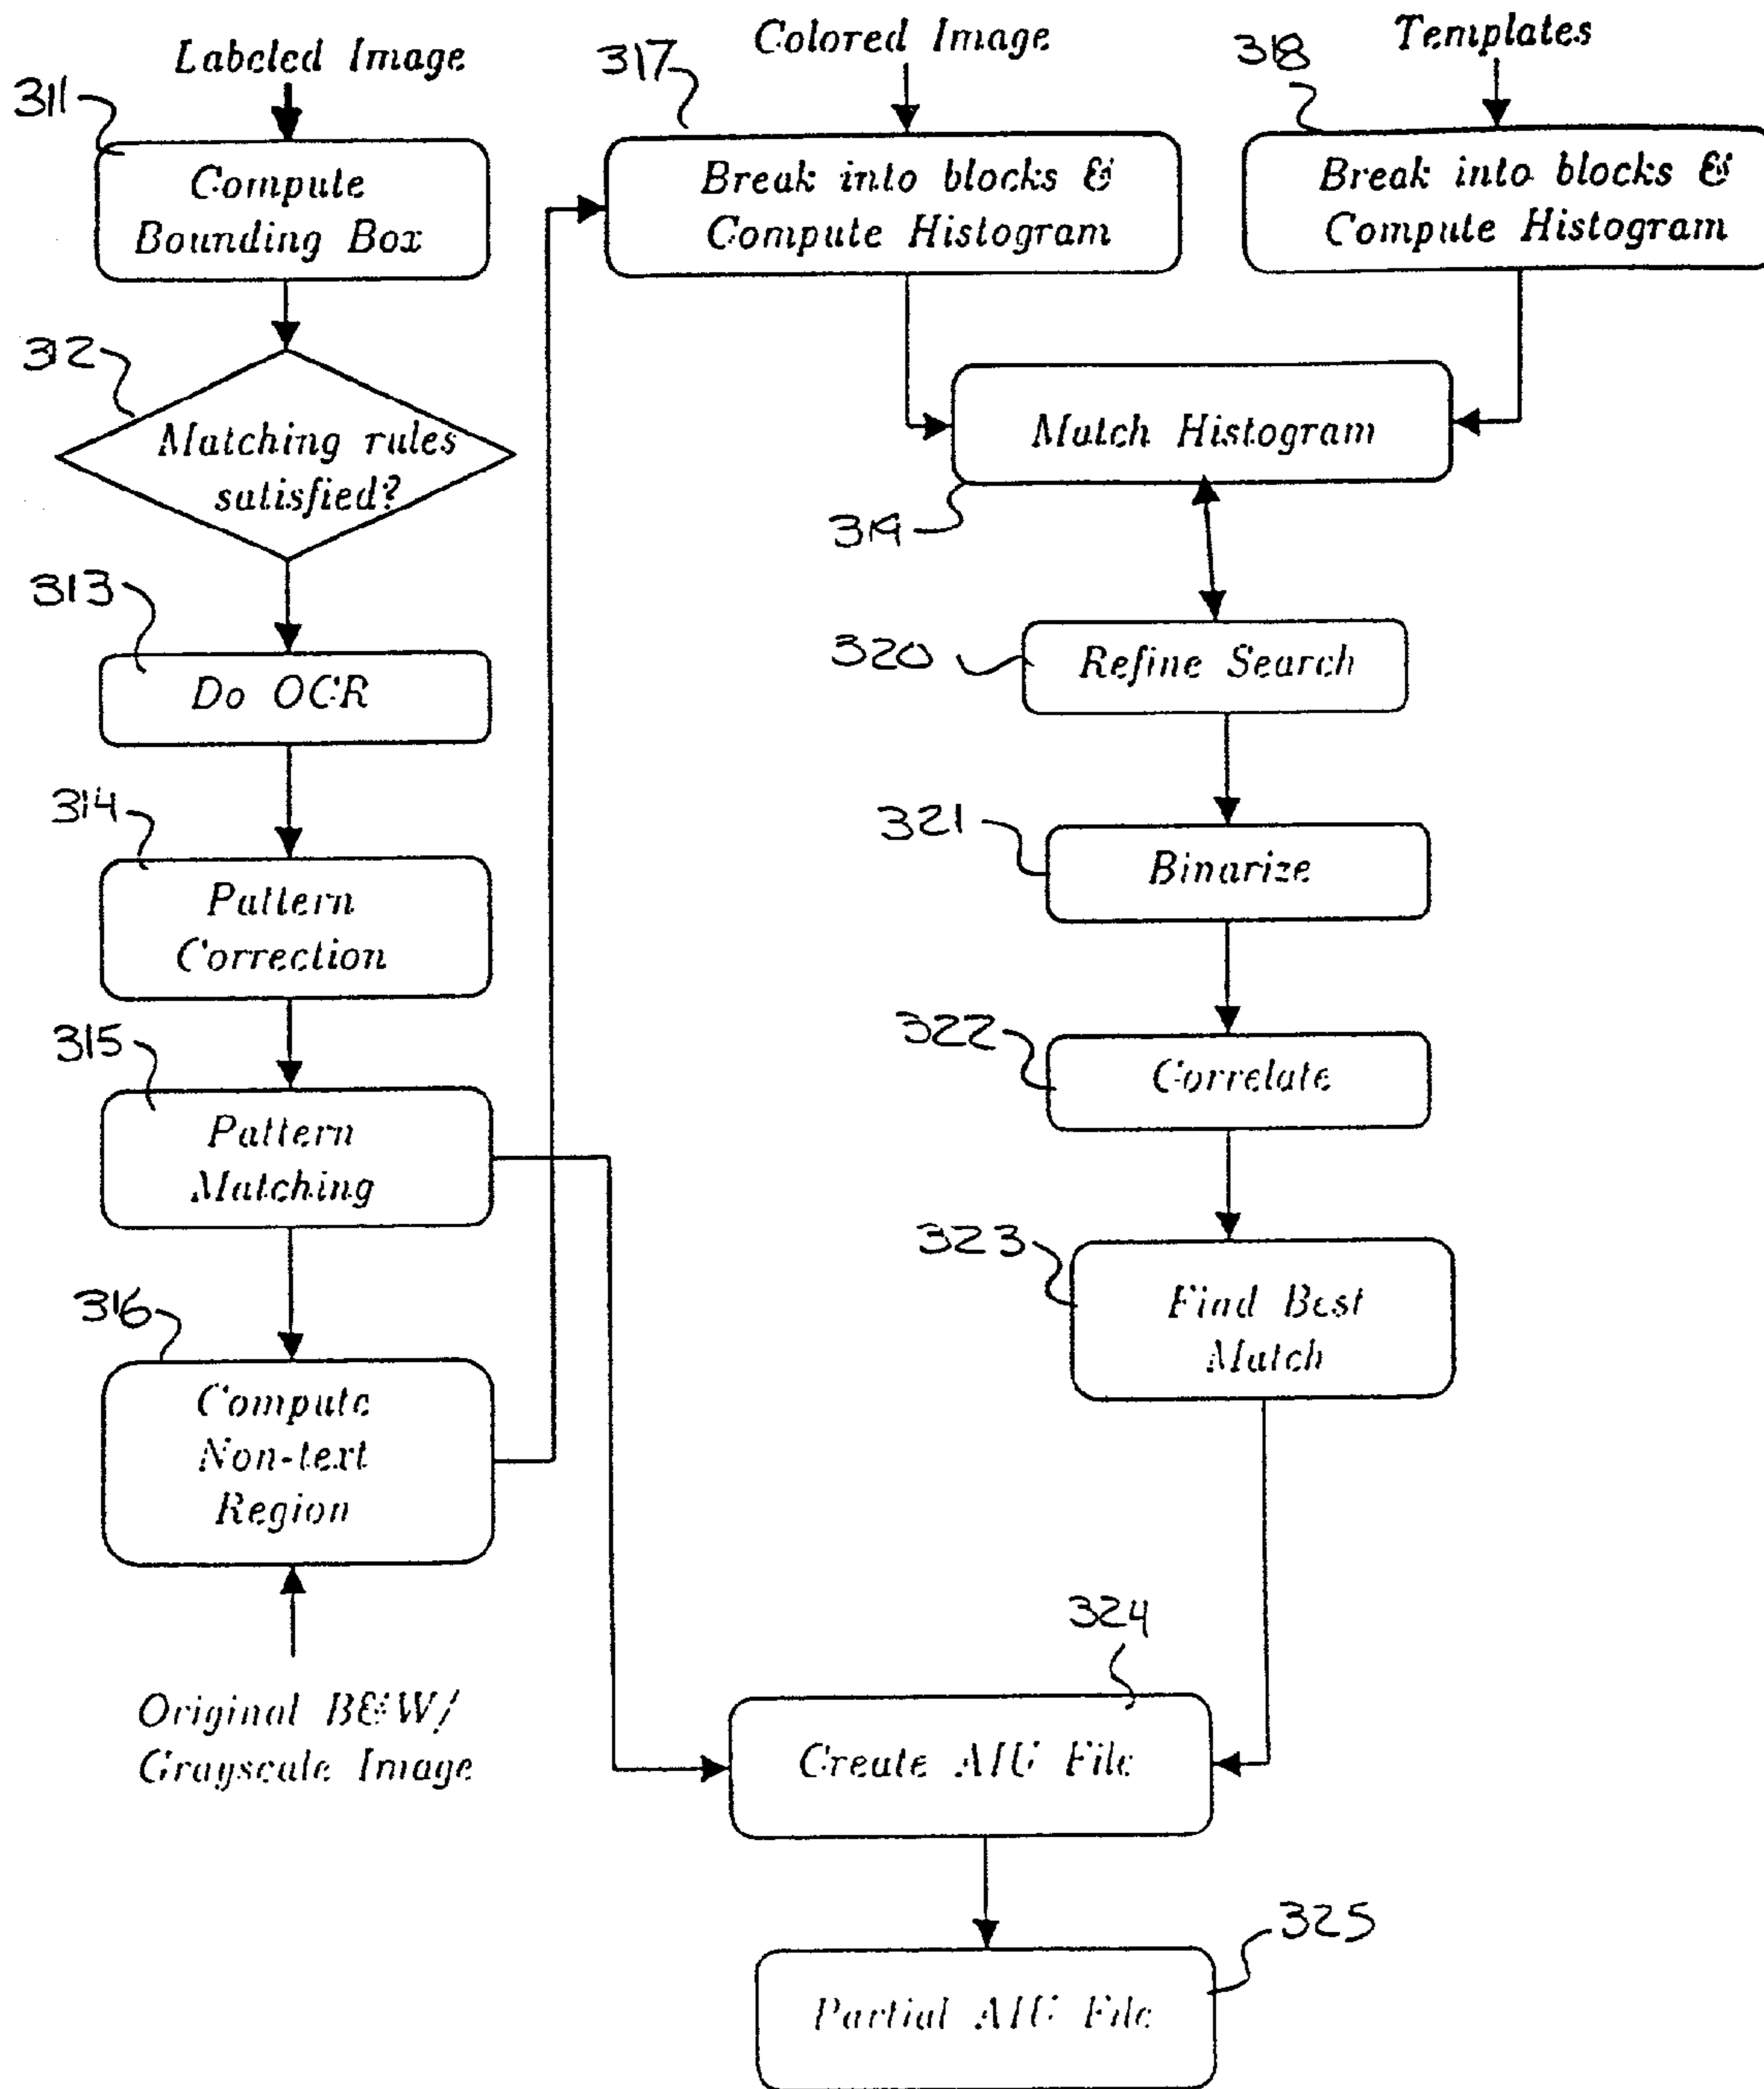 Labeled Image
311
Compute
Bounding Box
312
Matching rules
satisfied?
313
Do OCR
314
Pattern
Correction
315
Pattern
Matching
316
Compute
Non-text
Region
Original B&W/
Grayscale Image
Colored Image
317
Break into blocks &
Compute Histogram
Templates
318
Break into blocks &
Compute Histogram
Match Histogram
319
320
Refine Search
321
Binarize
322
Correlate
323
Find Best
Match
324
Create AIU File
325
Partial AIU File